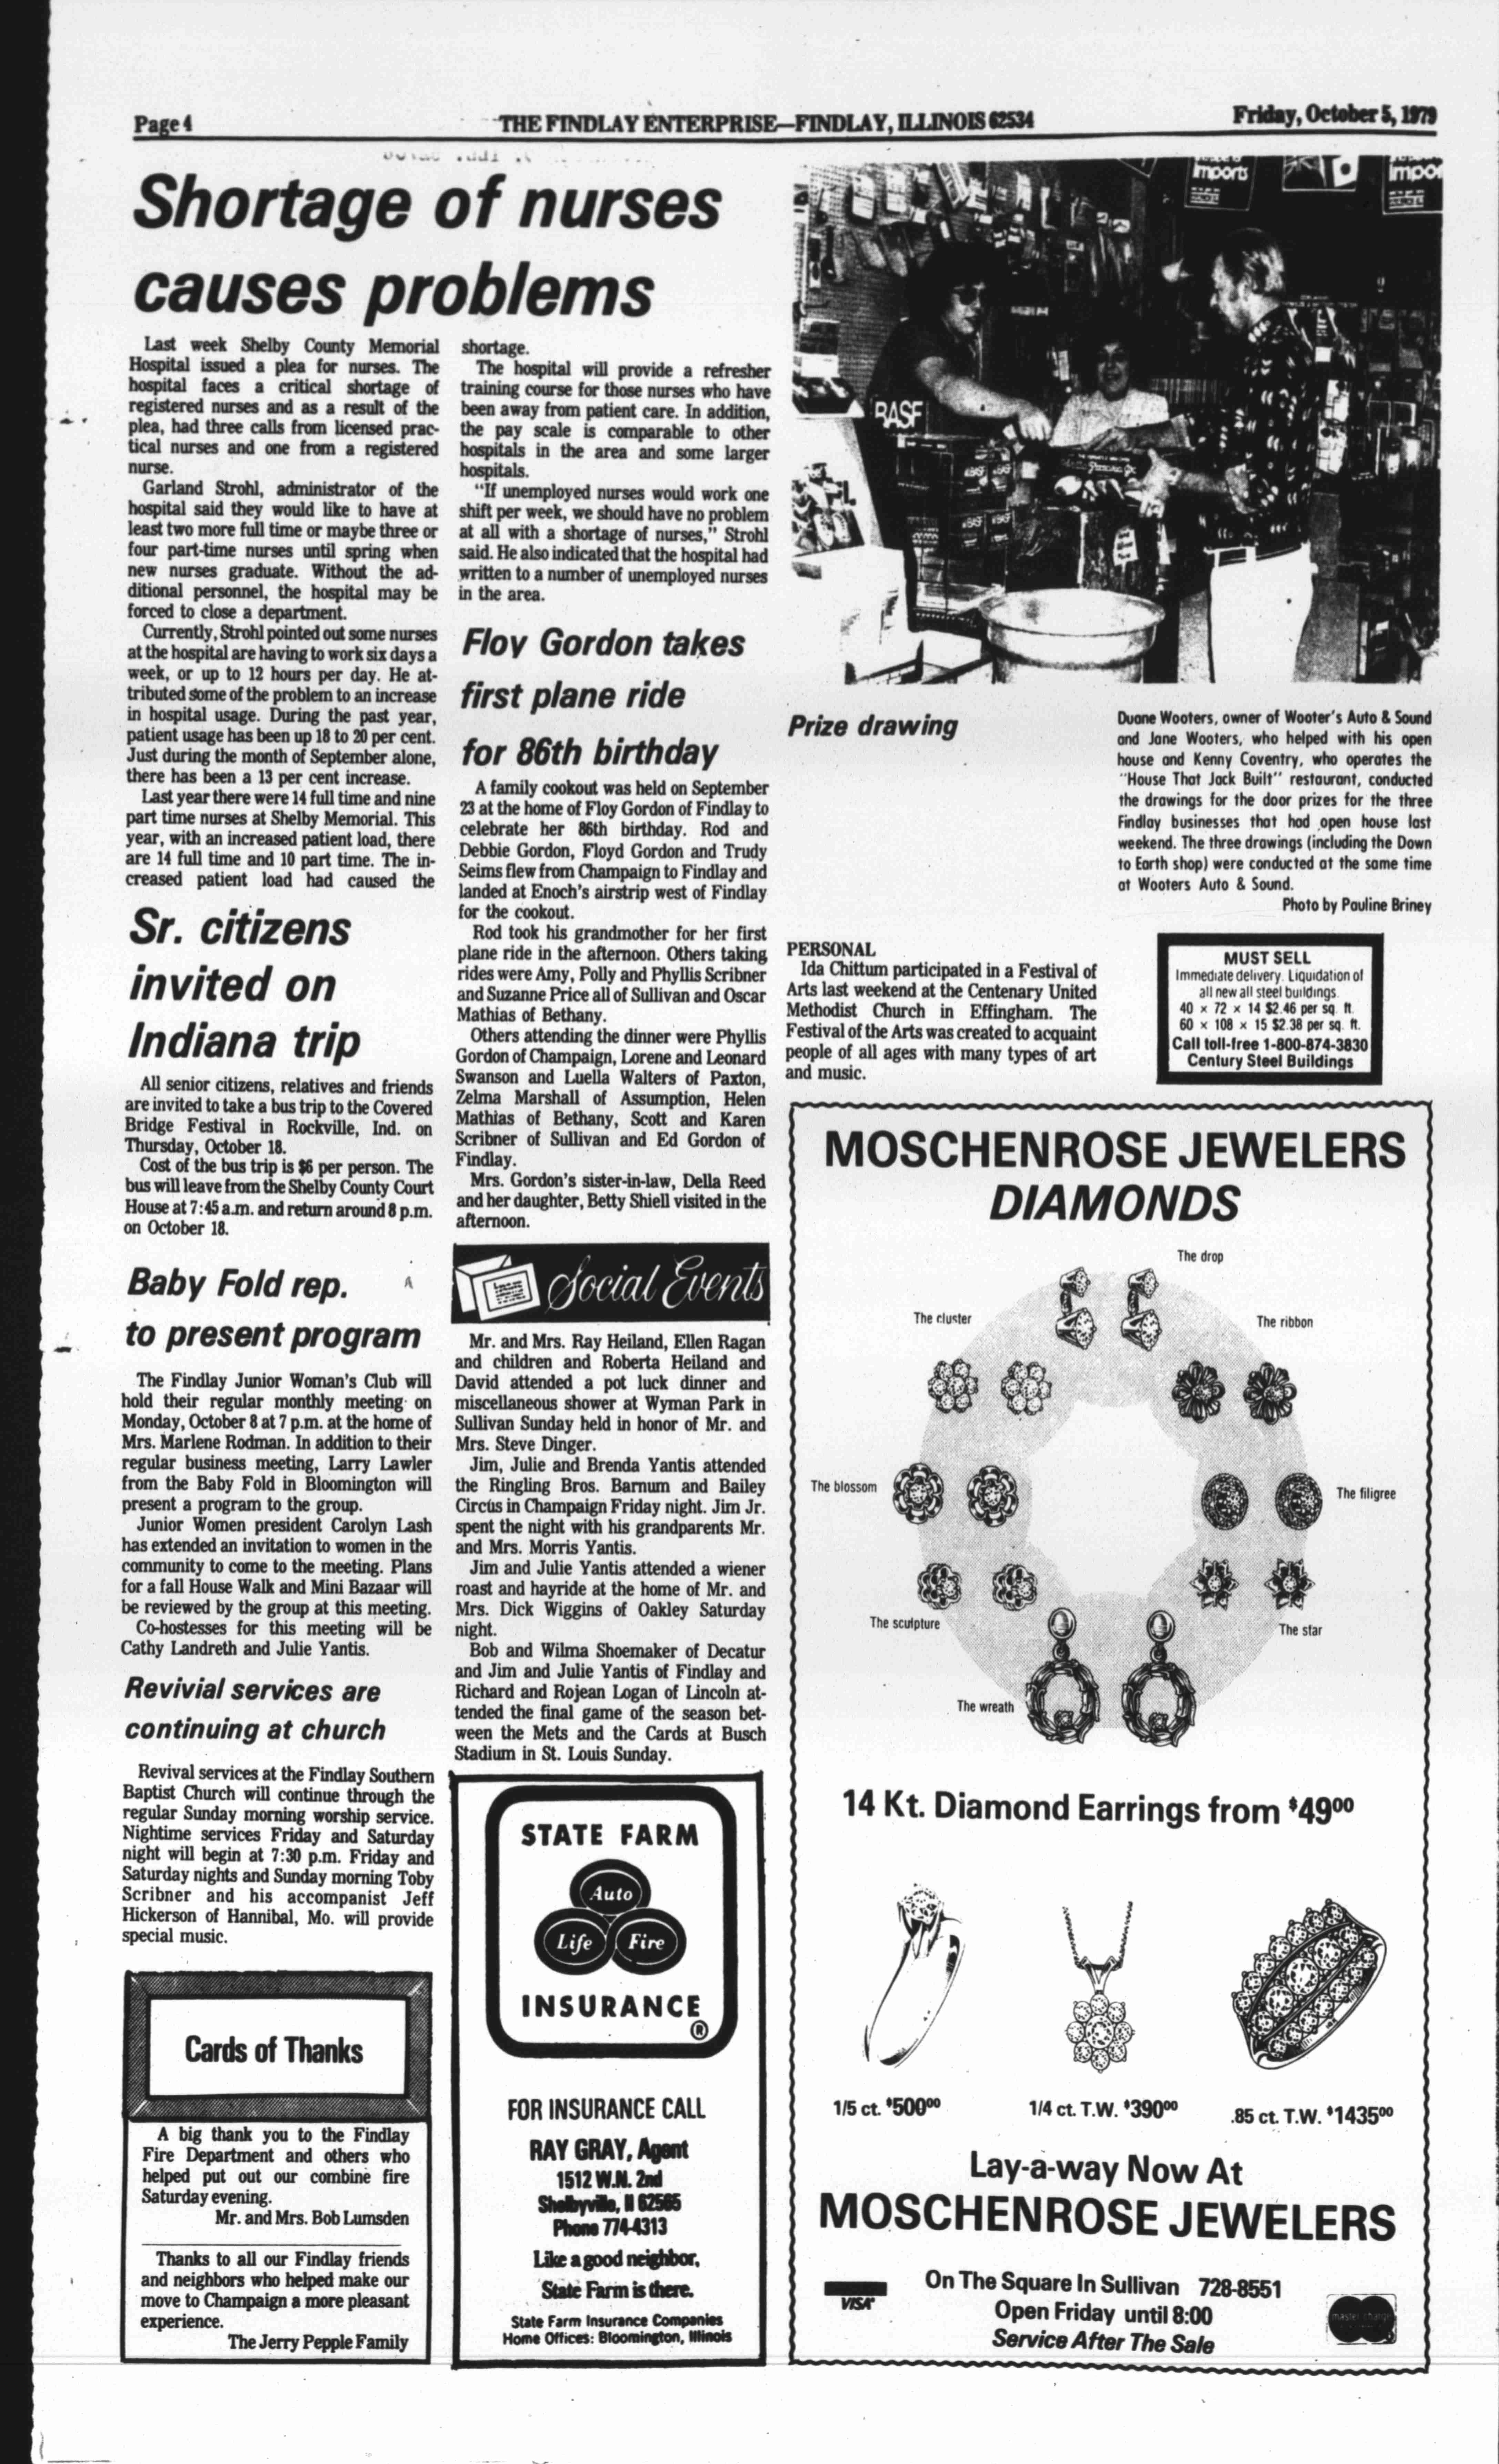 Page 4
THE FINDLAY ENTERPRISE—FINDLAY, ILLINOIS 62534
Friday, October 5, 1979
Shortage of nurses
causes problems
Last week Shelby County Memorial
Hospital issued a plea for nurses. The
hospital faces a critical shortage of
registered nurses and as a result of the
plea, had three calls from licensed prac-
tical nurses and one from a registered
nurse.
Garland Strohl, administrator of the
hospital said they would like to have at
least two more full time or maybe three or
four part-time nurses until spring when
new nurses graduate. Without the ad-
ditional personnel, the hospital may be
forced to close a department.
Currently, Strohl pointed out some nurses
at the hospital are having to work six days a
week, or up to 12 hours per day. He at-
tributed some of the problem to an increase
in hospital usage. During the past year,
patient usage has been up 18 to 20 per cent.
Just during the month of September alone,
there has been a 13 per cent increase.
Last year there were 14 full time and nine
part time nurses at Shelby Memorial. This
year, with an increased patient load, there
are 14 full time and 10 part time. The in-
creased patient load had caused the
shortage.
The hospital will provide a refresher
training course for those nurses who have
been away from patient care. In addition,
the pay scale is comparable to other
hospitals in the area and some larger
hospitals.
"If unemployed nurses would work one
shift per week, we should have no problem
at all with a shortage of nurses," Strohl
said. He also indicated that the hospital had
written to a number of unemployed nurses
in the area.
Sr. citizens
invited on
Indiana trip
All senior citizens, relatives and friends
are invited to take a bus trip to the Covered
Bridge Festival in Rockville, Ind. on
Thursday, October 18.
Cost of the bus trip is $6 per person. The
bus will leave from the Shelby County Court
House at 7:45 a.m. and return around 8 p.m.
on October 18.
Baby Fold rep.
to present program
The Findlay Junior Woman's Club will
hold their regular monthly meeting on
Monday, October 8 at 7 p.m. at the home of
Mrs. Marlene Rodman. In addition to their
regular business meeting, Larry Lawler
from the Baby Fold in Bloomington will
present a program to the group.
Junior Women president Carolyn Lash
has extended an invitation to women in the
community to come to the meeting. Plans
for a fall House Walk and Mini Bazaar will
be reviewed by the group at this meeting.
Co-hostesses for this meeting will be
Cathy Landreth and Julie Yantis.
Revivial services are
continuing at church
Revival services at the Findlay Southern
Baptist Church will continue through the
regular Sunday morning worship service.
Nightime services Friday and Saturday
night will begin at 7:30 p.m. Friday and
Saturday nights and Sunday morning Toby
Scribner and his accompanist Jeff
Hickerson of Hannibal, Mo. will provide
special music.
Cards of Thanks
A big thank you to the Findlay
Fire Department and others who
helped put out our combine fire
Saturday evening.
Mr. and Mrs. Bob Lumsden
Thanks to all our Findlay friends
and neighbors who helped make our
move to Champaign a more pleasant
experience.
The Jerry Pepple Family
Floy Gordon takes
first plane ride
for 86th birthday
A family cookout was held on September
23 at the home of Floy Gordon of Findlay to
celebrate her 86th birthday. Rod and
Debbie Gordon, Floyd Gordon and Trudy
Seims flew from Champaign to Findlay and
landed at Enoch's airstrip west of Findlay
for the cookout.
Rod took his grandmother for her first
plane ride in the afternoon. Others taking
rides were Amy, Polly and Phyllis Scribner
and Suzanne Price all of Sullivan and Oscar
Mathias of Bethany.
Others attending the dinner were Phyllis
Gordon of Champaign, Lorene and Leonard
Swanson and Luella Walters of Paxton,
Zelma Marshall of Assumption, Helen
Mathias of Bethany, Scott and Karen
Scribner of Sullivan and Ed Gordon of
Findlay.
Mrs. Gordon's sister-in-law, Della Reed
and her daughter, Betty Shiell visited in the
afternoon.
Social Events
Mr. and Mrs. Ray Heiland, Ellen Ragan
and children and Roberta Heiland and
David attended a pot luck dinner and
miscellaneous shower at Wyman Park in
Sullivan Sunday held in honor of Mr. and
Mrs. Steve Dinger.
Jim, Julie and Brenda Yantis attended
the Ringling Bros. Barnum and Bailey
Circus in Champaign Friday night. Jim Jr.
spent the night with his grandparents Mr.
and Mrs. Morris Yantis.
Jim and Julie Yantis attended a wiener
roast and hayride at the home of Mr. and
Mrs. Dick Wiggins of Oakley Saturday
night.
Bob and Wilma Shoemaker of Decatur
and Jim and Julie Yantis of Findlay and
Richard and Rojean Logan of Lincoln at-
tended the final game of the season bet-
ween the Mets and the Cards at Busch
Stadium in St. Louis Sunday.
STATE FARM
Auto
Life Fire
INSURANCE
®
FOR INSURANCE CALL
RAY GRAY, Agent
1512 W.N. 2nd
Shelbyville, Il 62565
Phone 774-4313
Like a good neighbor,
State Farm is there.
State Farm Insurance Companies
Home Offices: Bloomington, Illinois
Imports
Impor
BASF
Prize drawing
Duane Wooters, owner of Wooter's Auto & Sound
and Jane Wooters, who helped with his open
house and Kenny Coventry, who operates the
"House That Jack Built" restaurant, conducted
the drawings for the door prizes for the three
Findlay businesses that had open house last
weekend. The three drawings (including the Down
to Earth shop) were conducted at the same time
at Wooters Auto & Sound.
Photo by Pauline Briney
PERSONAL
Ida Chittum participated in a Festival of
Arts last weekend at the Centenary United
Methodist Church in Effingham. The
Festival of the Arts was created to acquaint
people of all ages with many types of art
and music.
MUST SELL
Immediate delivery. Liquidation of
all new all steel buildings.
40 × 72 × 14 $2.46 per sq. ft.
60 × 108 × 15 $2.38 per sq. ft.
Call toll-free 1-800-874-3830
Century Steel Buildings
MOSCHENROSE JEWELERS
DIAMONDS
The drop
The cluster
The ribbon
The blossom
The filigree
The sculpture
The star
The wreath
14 Kt. Diamond Earrings from $49⁰⁰
1/5 ct. $500⁰⁰
1/4 ct. T.W. $390⁰⁰
.85 ct. T.W. $1435⁰⁰
Lay-a-way Now At
MOSCHENROSE JEWELERS
On The Square In Sullivan 728-8551
Open Friday until 8:00
Service After The Sale
VISA
master charge